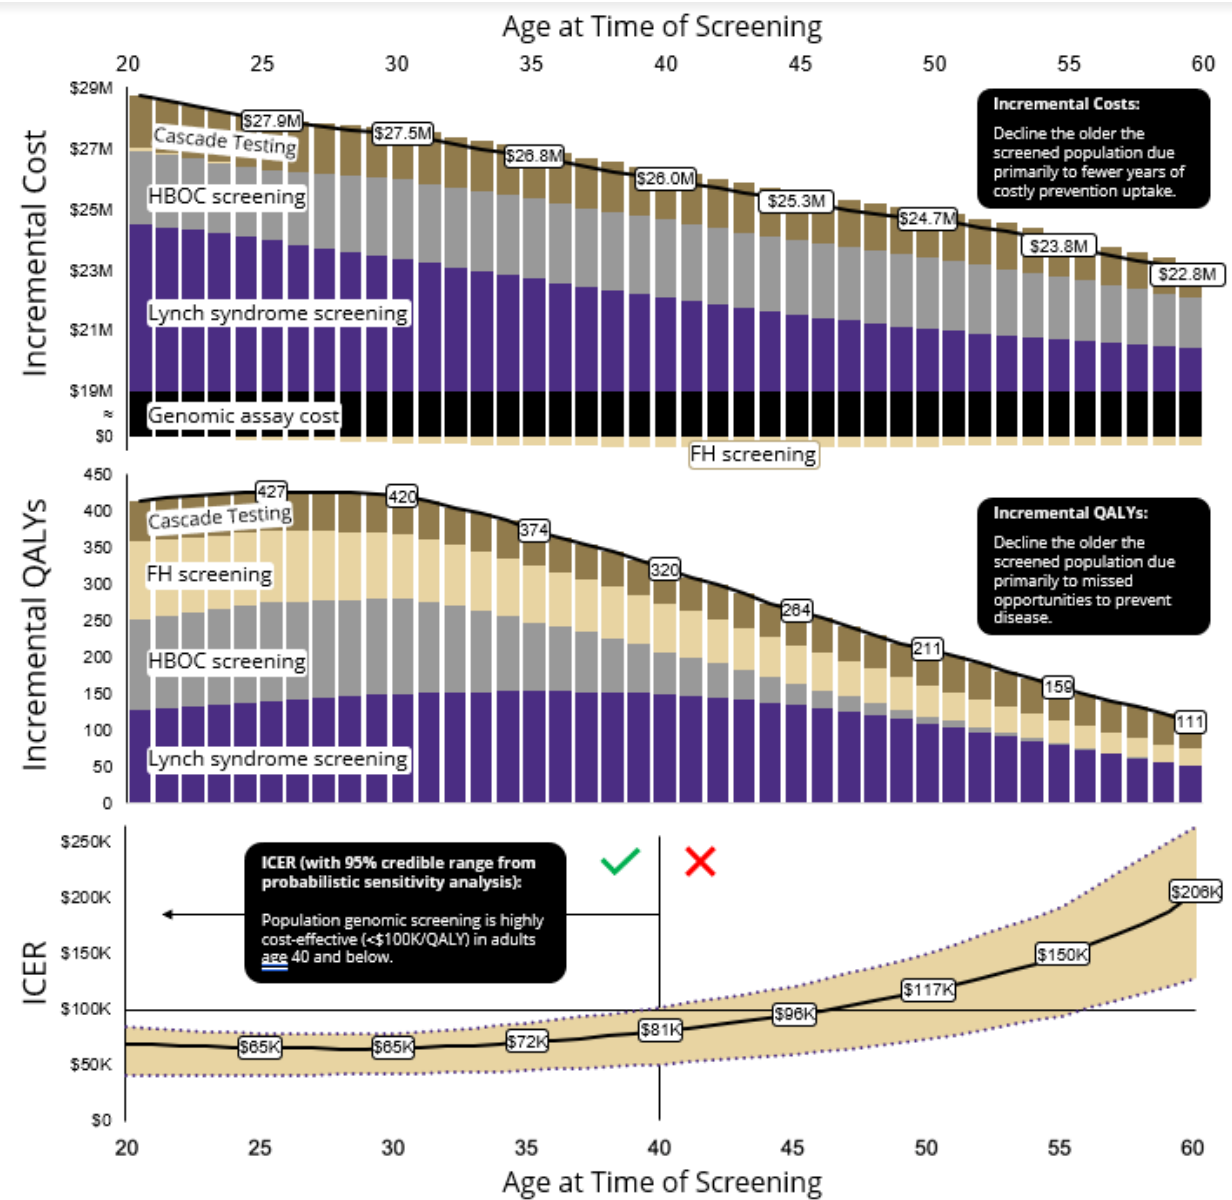 Age at Time of Screening
20 25 30 35 40 45 50 55 60
Incremental Cost
$29M
$27M
$25M
$23M
$21M
$19M
≈
$0
$27.9M
$27.5M
$26.8M
$26.0M
$25.3M
$24.7M
$23.8M
$22.8M
Cascade Testing
HBOC screening
Lynch syndrome screening
Genomic assay cost
FH screening
Incremental Costs:
Decline the older the
screened population due
primarily to fewer years of
costly prevention uptake.
Incremental QALYs
450
400
350
300
250
200
150
100
50
0
427
420
374
320
264
211
159
111
Cascade Testing
FH screening
HBOC screening
Lynch syndrome screening
Incremental QALYs:
Decline the older the
screened population due
primarily to missed
opportunities to prevent
disease.
ICER
$250K
$200K
$150K
$100K
$50K
$0
ICER (with 95% credible range from
probabilistic sensitivity analysis):
Population genomic screening is highly
cost-effective (<$100K/QALY) in adults
age 40 and below.
$65K
$65K
$72K
$81K
$96K
$117K
$150K
$206K
20 25 30 35 40 45 50 55 60
Age at Time of Screening